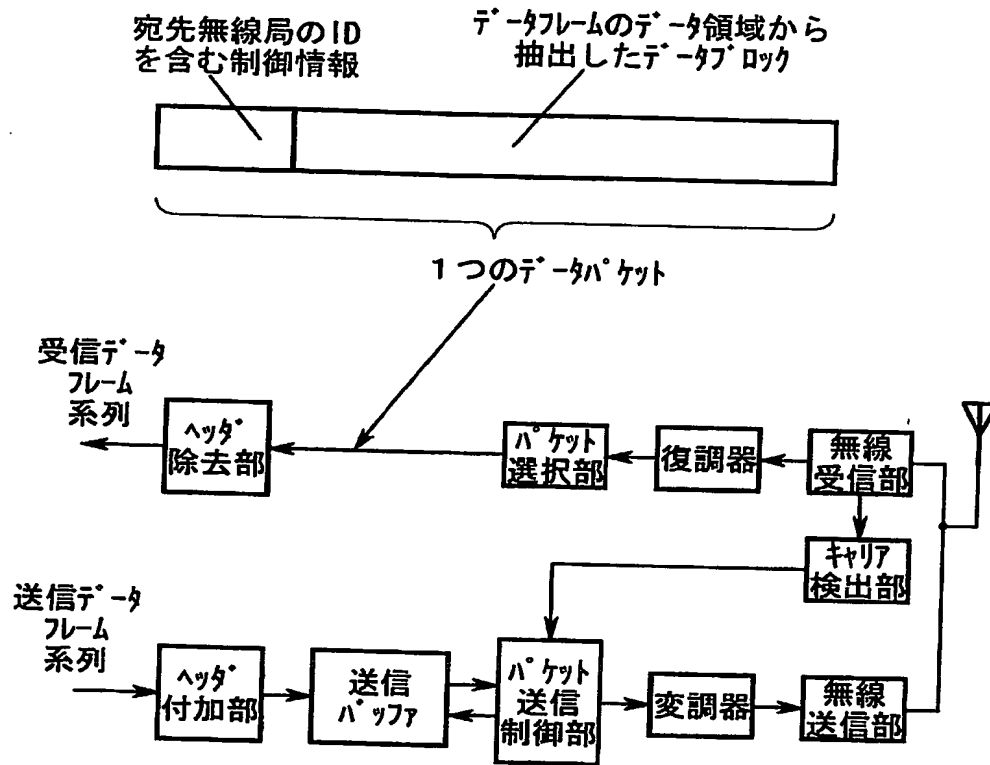 宛先無線局のID
を含む制御情報
データフレームのデータ領域から
抽出したデータブロック
1つのデータパケット
受信データ
フレーム
系列
ヘッダ
除去部
パケット
選択部
復調器
無線
受信部
キャリア
検出部
送信データ
フレーム
系列
ヘッダ
付加部
送信
バッファ
パケット
送信
制御部
変調器
無線
送信部